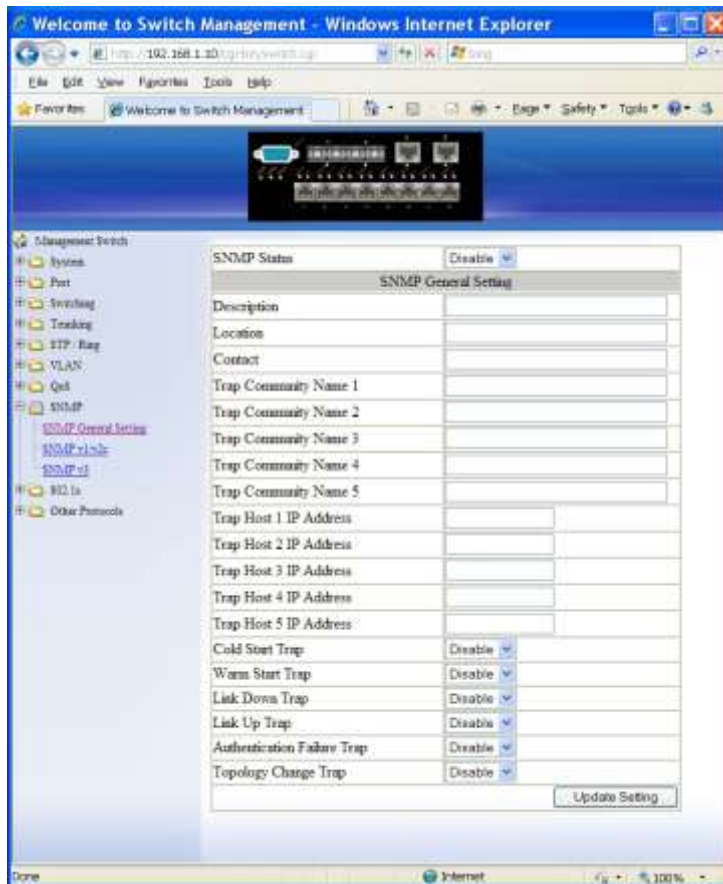 Welcome to Switch Management - Windows Internet Explorer
192.168.1.10
bing
File Edit View Favorites Tools Help
Favorites Welcome to Switch Management Page Safety Tools
Management Switch
System
Port
Switching
Trunking
STP / Ring
VLAN
QoS
SNMP
SNMP General Setting
SNMP v1/v2c
SNMP v3
802.1x
Other Protocols
SNMP Status Disable
SNMP General Setting
Description
Location
Contact
Trap Community Name 1
Trap Community Name 2
Trap Community Name 3
Trap Community Name 4
Trap Community Name 5
Trap Host 1 IP Address
Trap Host 2 IP Address
Trap Host 3 IP Address
Trap Host 4 IP Address
Trap Host 5 IP Address
Cold Start Trap Disable
Warm Start Trap Disable
Link Down Trap Disable
Link Up Trap Disable
Authentication Failure Trap Disable
Topology Change Trap Disable
Update Setting
Done Internet 100%